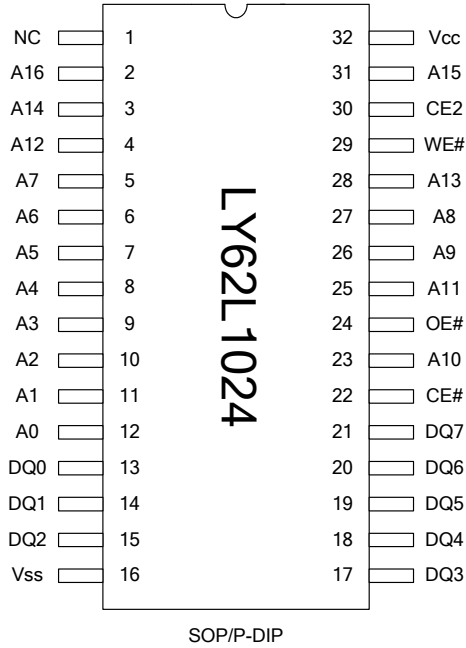 NC 1 32 Vcc
A16 2 31 A15
A14 3 30 CE2
A12 4 29 WE#
A7 5 28 A13
A6 6 27 A8
A5 7 26 A9
A4 8 25 A11
A3 9 24 OE#
A2 10 23 A10
A1 11 22 CE#
A0 12 21 DQ7
DQ0 13 20 DQ6
DQ1 14 19 DQ5
DQ2 15 18 DQ4
Vss 16 17 DQ3
LY62L1024
SOP/P-DIP